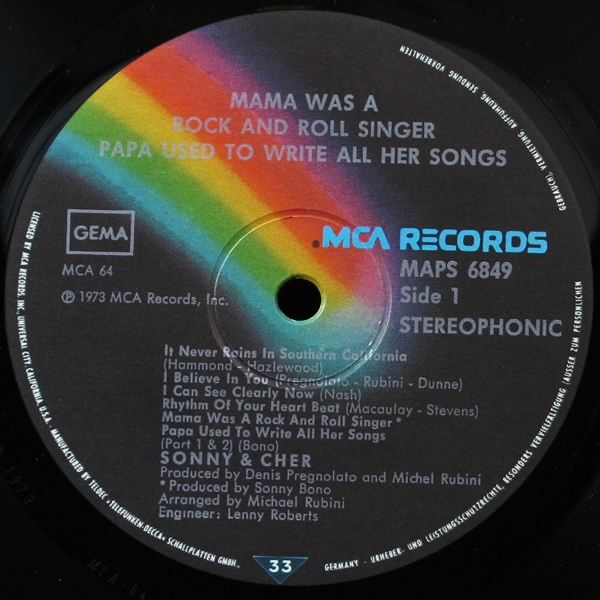 MAMA WAS A
ROCK AND ROLL SINGER
PAPA USED TO WRITE ALL HER SONGS
GEMA
MCA 64
℗ 1973 MCA Records, Inc.
®MCA RECORDS
MAPS 6849
Side 1
STEREOPHONIC
It Never Rains In Southern California
(Hammond - Hazlewood)
I Believe In You (Pregnolato - Rubini - Dunne)
I Can See Clearly Now (Nash)
Rhythm Of Your Heart Beat (Macaulay - Stevens)
Mama Was A Rock And Roll Singer*
Papa Used To Write All Her Songs
(Part 1 & 2) (Bono)
SONNY & CHER
Produced by Denis Pregnolato and Michel Rubini
*Produced by Sonny Bono
Arranged by Michael Rubini
Engineer: Lenny Roberts
33
LICENSED BY MCA RECORDS, INC., UNIVERSAL CITY, CALIFORNIA, U.S.A. · MANUFACTURED BY TELDEC »TELEFUNKEN-DECCA« SCHALLPLATTEN GMBH.,
GERMANY - URHEBER- UND LEISTUNGSSCHUTZRECHTE, BESONDERS VERVIELFÄLTIGUNG (AUSSER ZUM PERSÖNLICHEN
GEBRAUCH), VERMIETUNG, AUFFÜHRUNG, SENDUNG VORBEHALTEN
1973
MCA-64